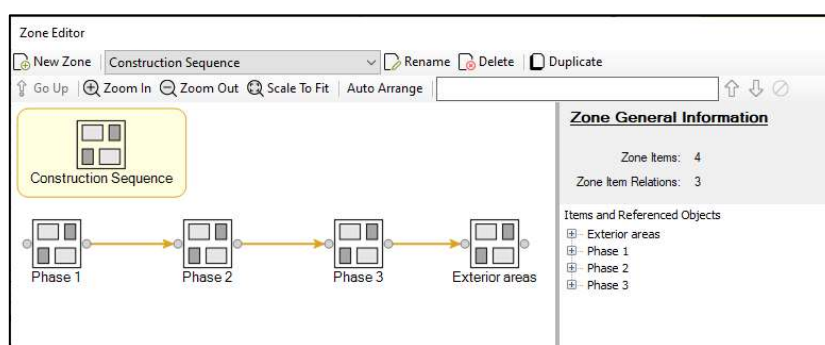 Zone Editor
New Zone Construction Sequence Rename Delete Duplicate
Go Up Zoom In Zoom Out Scale To Fit Auto Arrange
Construction Sequence
Phase 1 Phase 2 Phase 3 Exterior areas
Zone General Information
Zone Items: 4
Zone Item Relations: 3
Items and Referenced Objects
Exterior areas
Phase 1
Phase 2
Phase 3